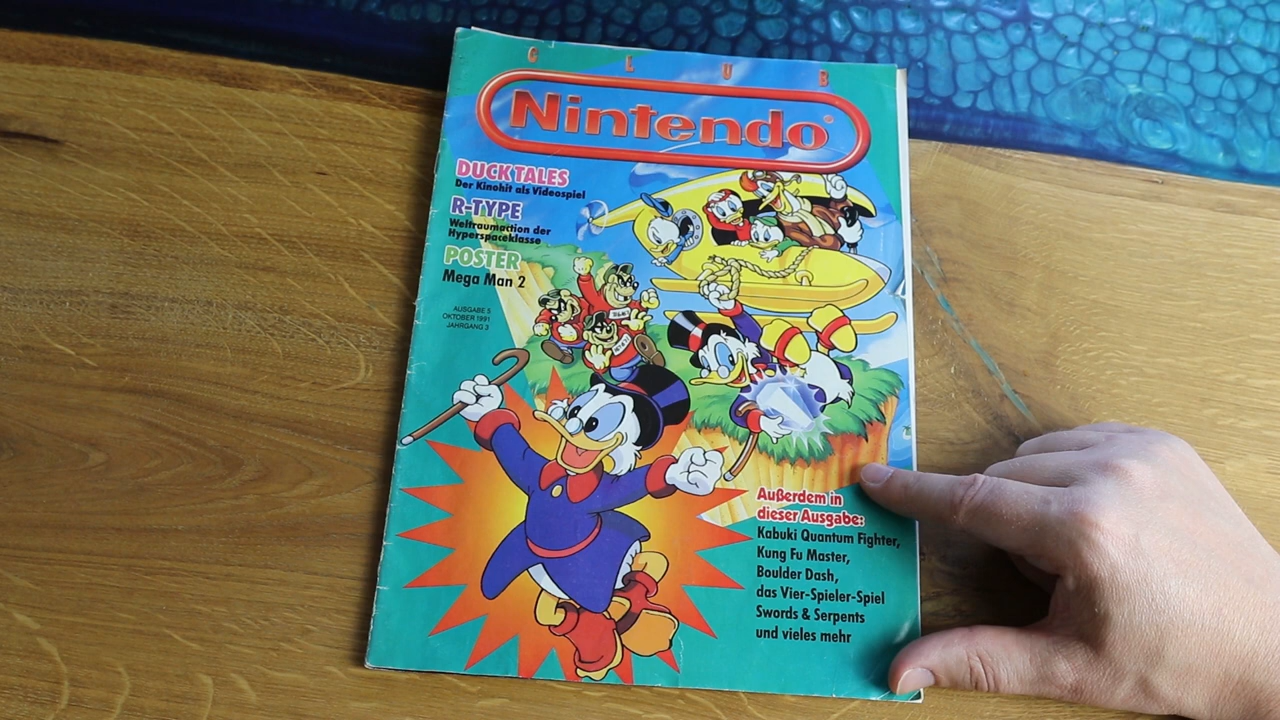 CLUB
Nintendo®
DUCK TALES
Der Kinohit als Videospiel
R-TYPE
Weltraumaction der
Hyperspaceklasse
POSTER
Mega Man 2
AUSGABE 5
OKTOBER 1991
JAHRGANG 3
Außerdem in
dieser Ausgabe:
Kabuki Quantum Fighter,
Kung Fu Master,
Boulder Dash,
das Vier-Spieler-Spiel
Swords & Serpents
und vieles mehr